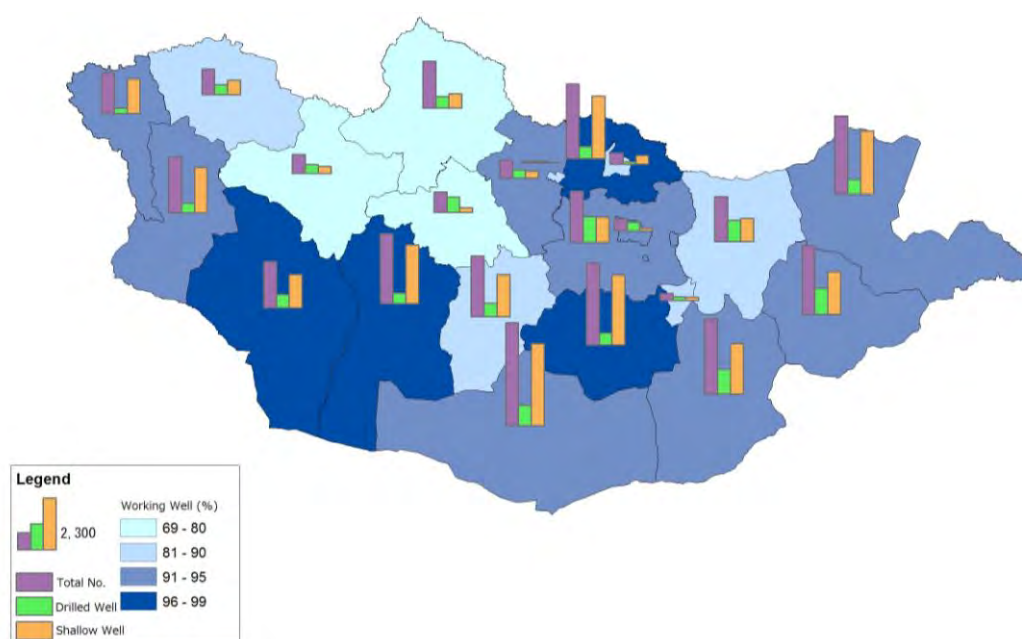 Legend
2,300
Total No.
Drilled Well
Shallow Well
Working Well (%)
69 - 80
81 - 90
91 - 95
96 - 99